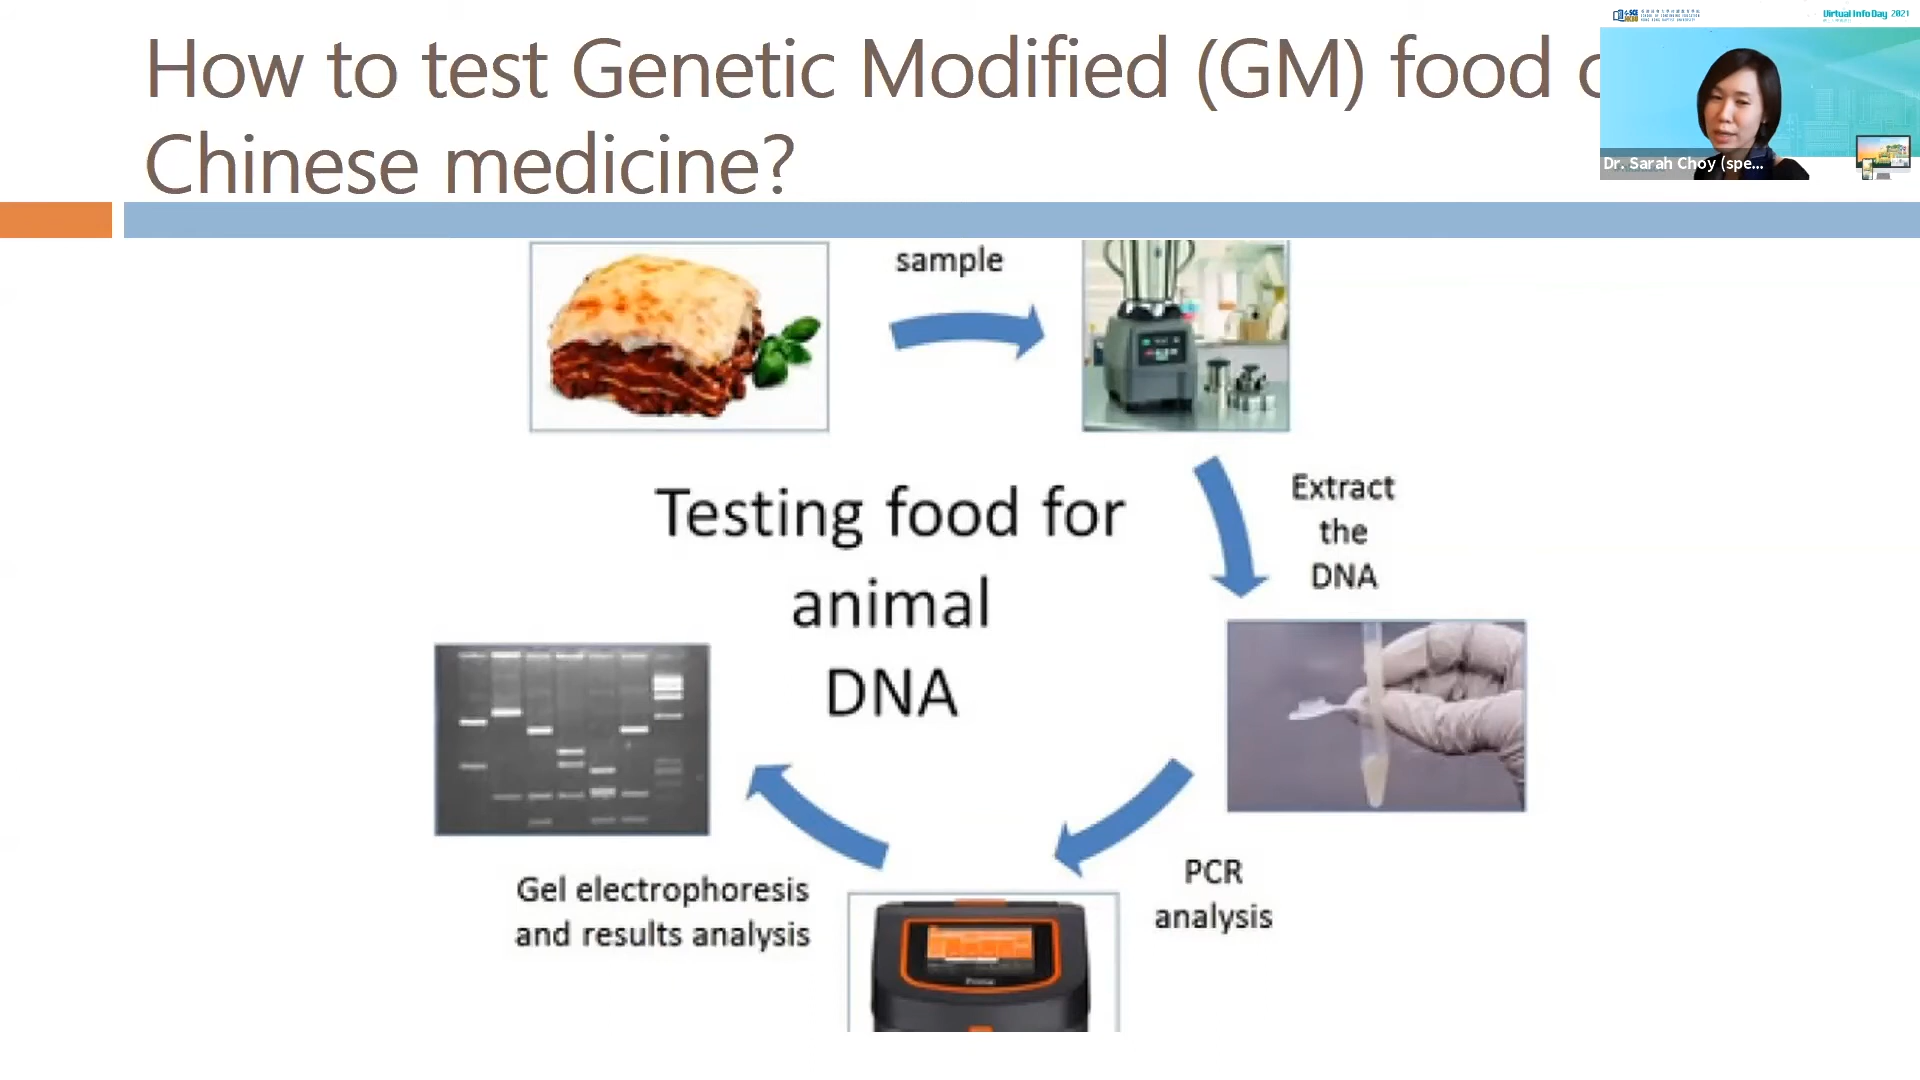 How to test Genetic Modified (GM) food
Chinese medicine?
Virtual Info Day 2021
Dr. Sarah Choy (spe...
sample
Extract
the
DNA
Testing food for
animal
DNA
PCR
analysis
Gel electrophoresis
and results analysis